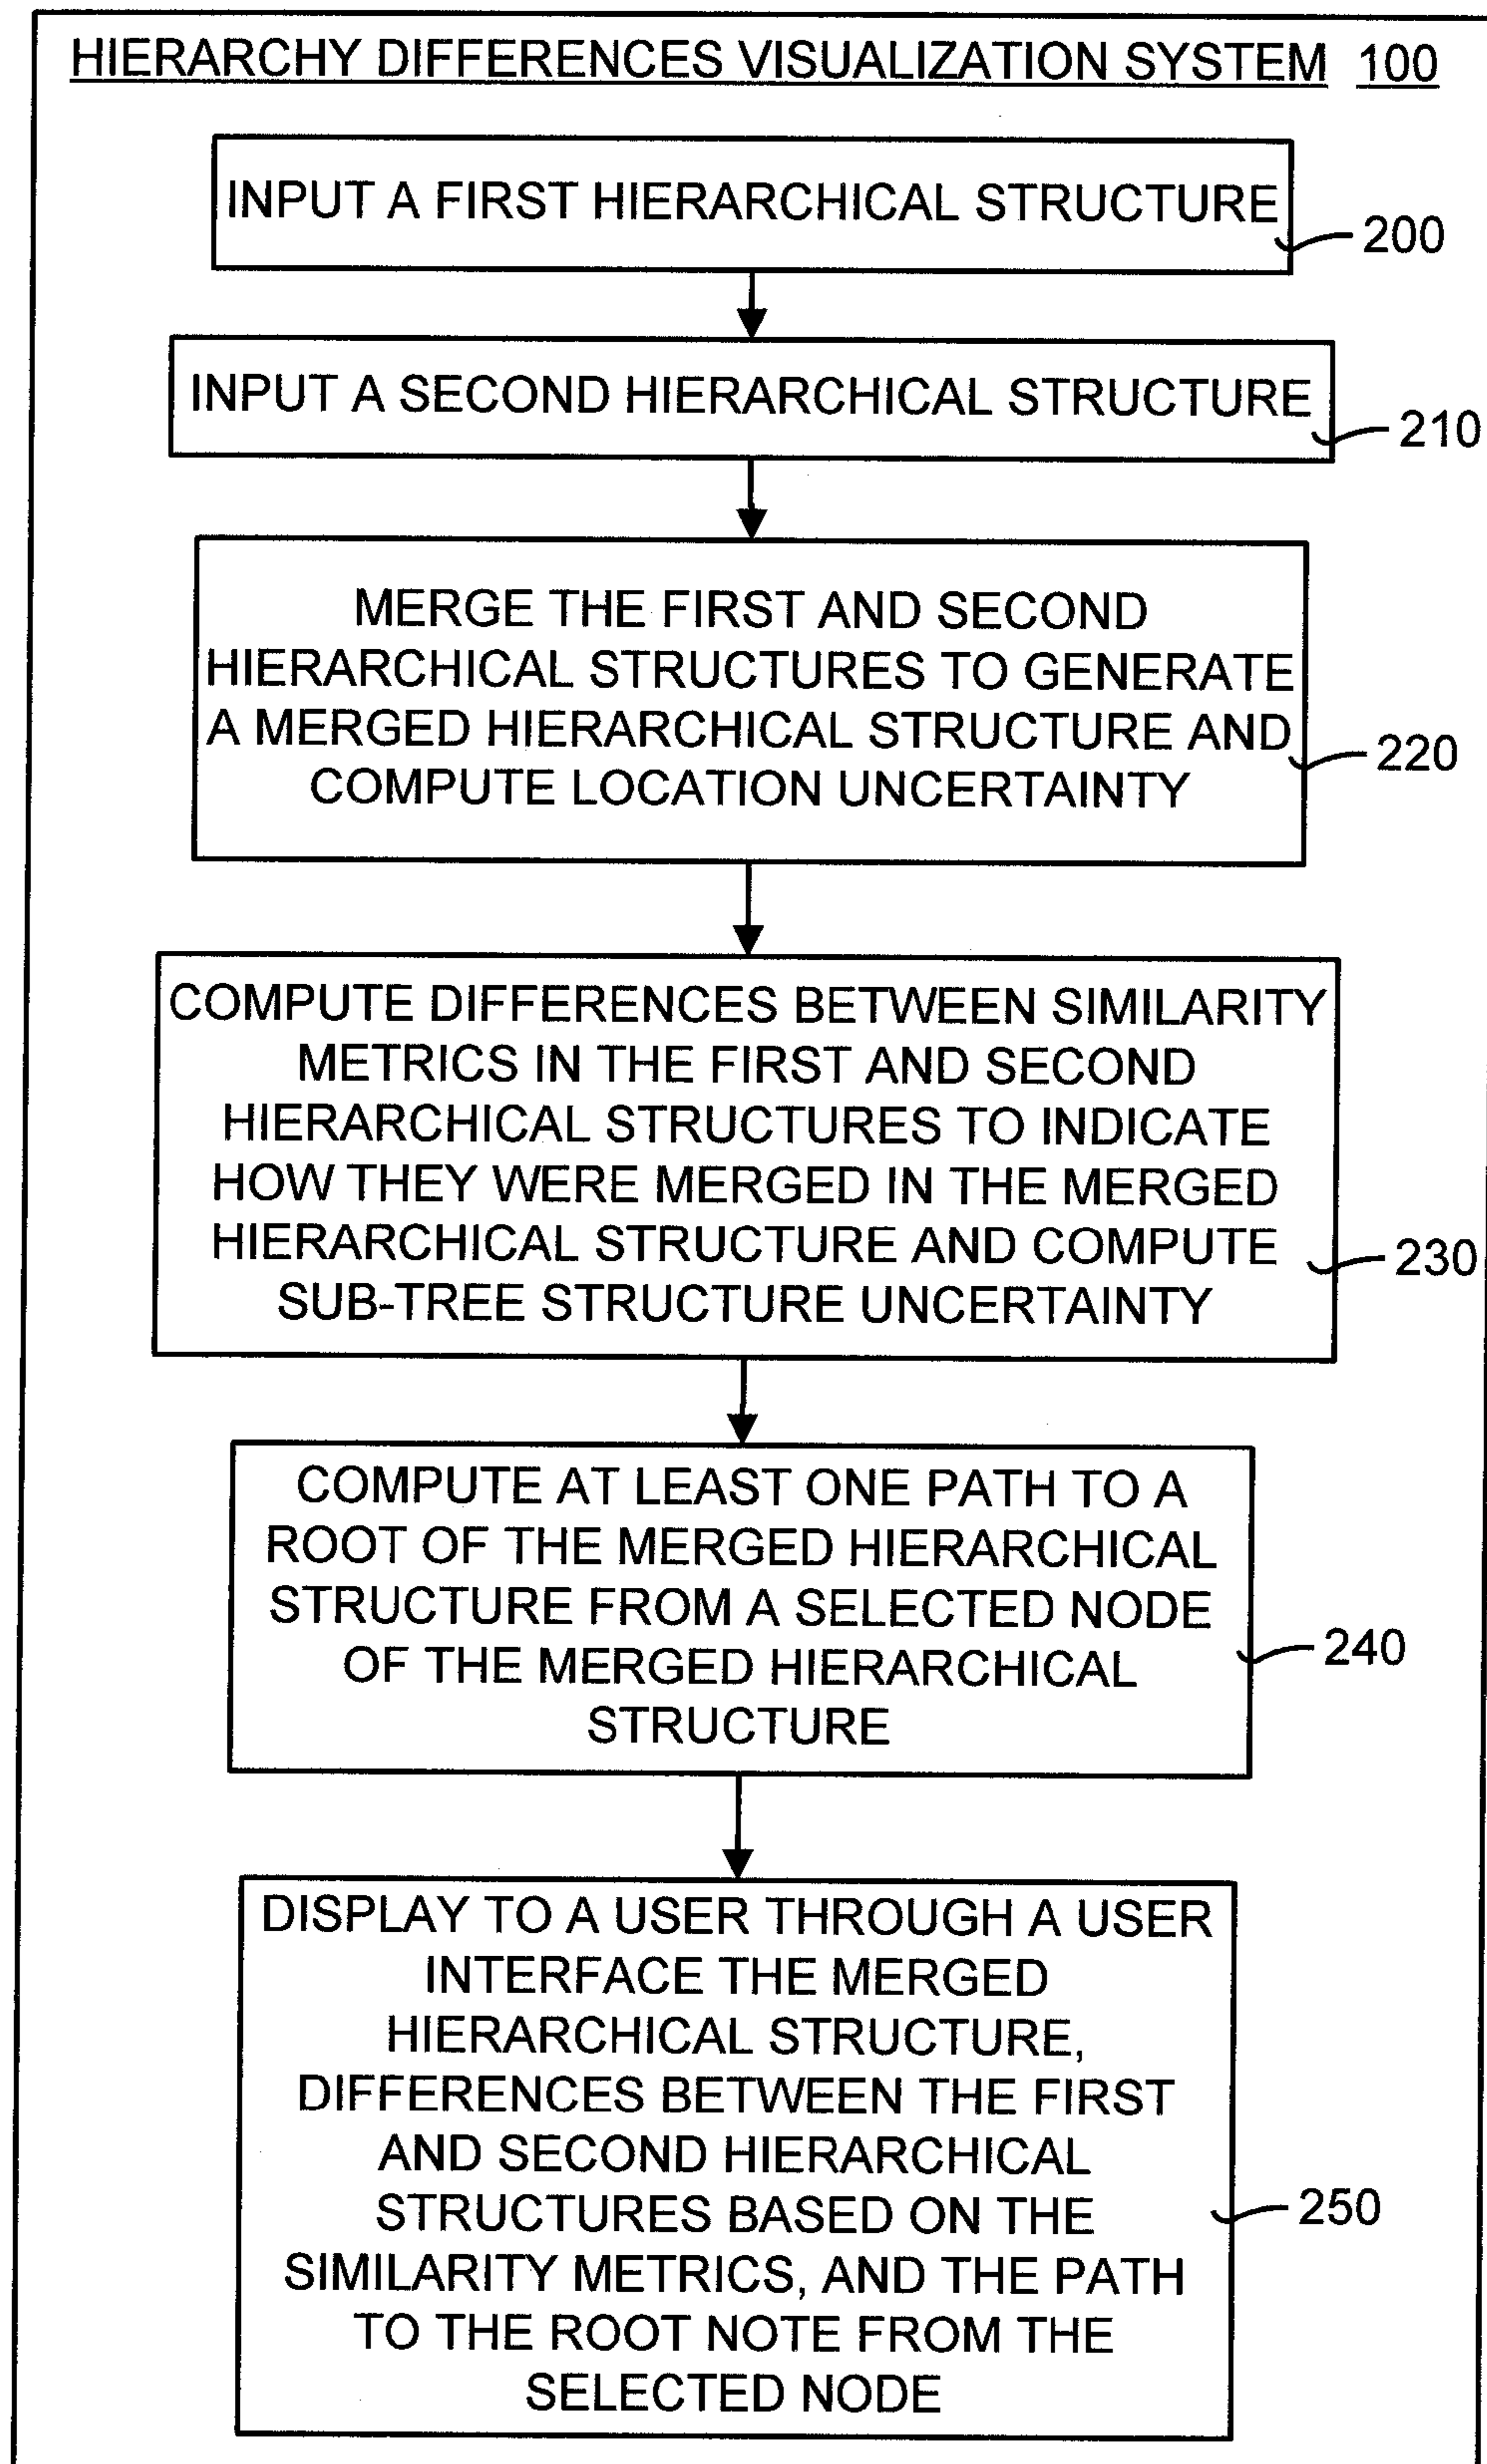 HIERARCHY DIFFERENCES VISUALIZATION SYSTEM 100
INPUT A FIRST HIERARCHICAL STRUCTURE
200
INPUT A SECOND HIERARCHICAL STRUCTURE
210
MERGE THE FIRST AND SECOND
HIERARCHICAL STRUCTURES TO GENERATE
A MERGED HIERARCHICAL STRUCTURE AND
COMPUTE LOCATION UNCERTAINTY
220
COMPUTE DIFFERENCES BETWEEN SIMILARITY
METRICS IN THE FIRST AND SECOND
HIERARCHICAL STRUCTURES TO INDICATE
HOW THEY WERE MERGED IN THE MERGED
HIERARCHICAL STRUCTURE AND COMPUTE
SUB-TREE STRUCTURE UNCERTAINTY
230
COMPUTE AT LEAST ONE PATH TO A
ROOT OF THE MERGED HIERARCHICAL
STRUCTURE FROM A SELECTED NODE
OF THE MERGED HIERARCHICAL
STRUCTURE
240
DISPLAY TO A USER THROUGH A USER
INTERFACE THE MERGED
HIERARCHICAL STRUCTURE,
DIFFERENCES BETWEEN THE FIRST
AND SECOND HIERARCHICAL
STRUCTURES BASED ON THE
SIMILARITY METRICS, AND THE PATH
TO THE ROOT NOTE FROM THE
SELECTED NODE
250